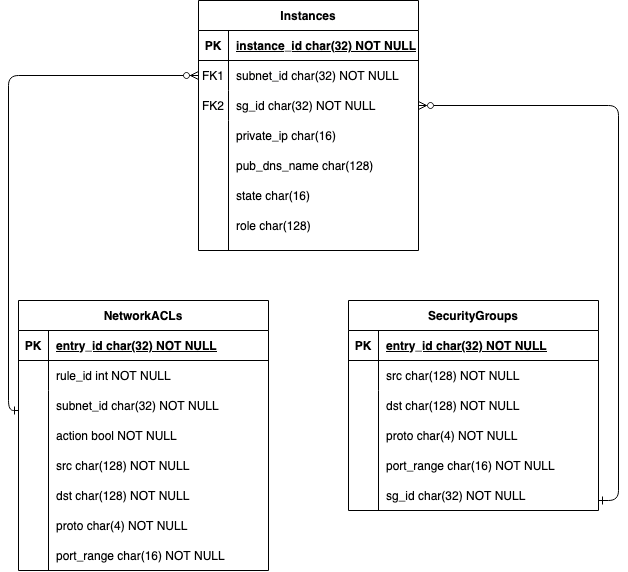 Instances
PK instance_id char(32) NOT NULL
FK1 subnet_id char(32) NOT NULL
FK2 sg_id char(32) NOT NULL
private_ip char(16)
pub_dns_name char(128)
state char(16)
role char(128)
NetworkACLs
PK entry_id char(32) NOT NULL
rule_id int NOT NULL
subnet_id char(32) NOT NULL
action bool NOT NULL
src char(128) NOT NULL
dst char(128) NOT NULL
proto char(4) NOT NULL
port_range char(16) NOT NULL
SecurityGroups
PK entry_id char(32) NOT NULL
src char(128) NOT NULL
dst char(128) NOT NULL
proto char(4) NOT NULL
port_range char(16) NOT NULL
sg_id char(32) NOT NULL